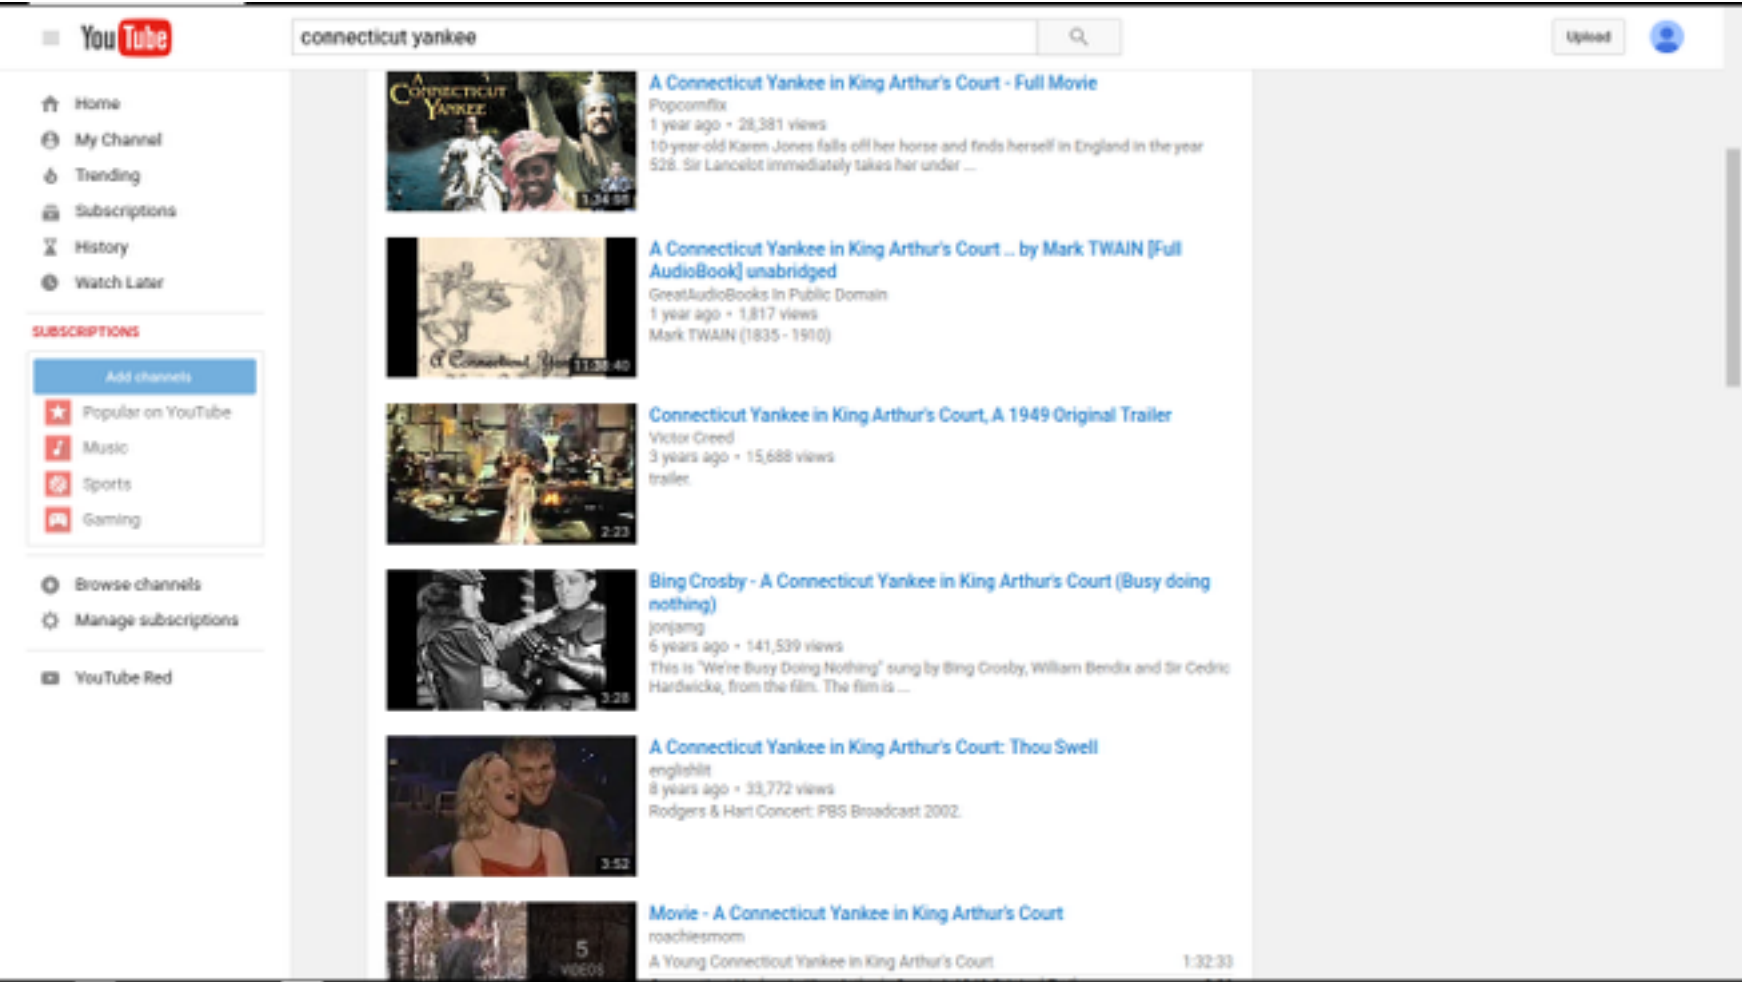 You Tube
connecticut yankee
Upload
Home
My Channel
Trending
Subscriptions
History
Watch Later
SUBSCRIPTIONS
Add channels
Popular on YouTube
Music
Sports
Gaming
Browse channels
Manage subscriptions
YouTube Red
A CONNECTICUT
YANKEE
A Connecticut Yankee in King Arthur's Court - Full Movie
Popcornflix
1 year ago • 28,381 views
10-year-old Karen Jones falls off her horse and finds herself in England in the year
528. Sir Lancelot immediately takes her under ...
A Connecticut
A Connecticut Yankee in King Arthur's Court ... by Mark TWAIN [Full
AudioBook] unabridged
GreatAudioBooks In Public Domain
1 year ago • 1,817 views
Mark TWAIN (1835 - 1910)
2:23
Connecticut Yankee in King Arthur's Court, A 1949 Original Trailer
Victor Creed
3 years ago • 15,688 views
trailer.
3:28
Bing Crosby - A Connecticut Yankee in King Arthur's Court (Busy doing
nothing)
jonjamg
6 years ago • 141,539 views
This is "We're Busy Doing Nothing" sung by Bing Crosby, William Bendix and Sir Cedric
Hardwicke, from the film. The film is ...
3:52
A Connecticut Yankee in King Arthur's Court: Thou Swell
englishlit
8 years ago • 33,772 views
Rodgers & Hart Concert: PBS Broadcast 2002.
5
VIDEOS
Movie - A Connecticut Yankee in King Arthur's Court
roachiesmom
A Young Connecticut Yankee in King Arthur's Court 1:32:33